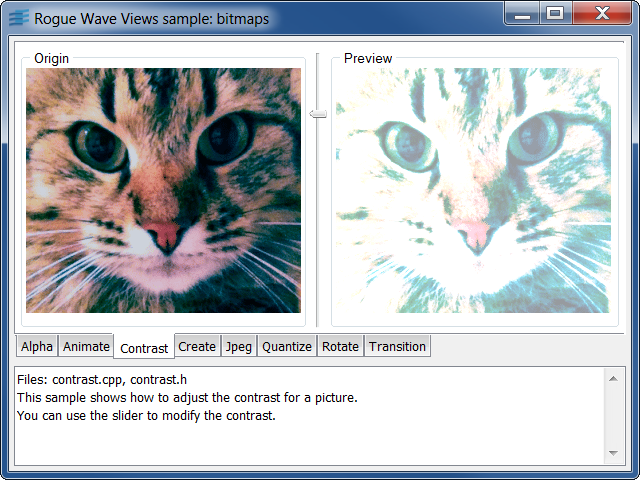 Rogue Wave Views sample: bitmaps
Origin
Preview
Alpha Animate Contrast Create Jpeg Quantize Rotate Transition
Files: contrast.cpp, contrast.h
This sample shows how to adjust the contrast for a picture.
You can use the slider to modify the contrast.